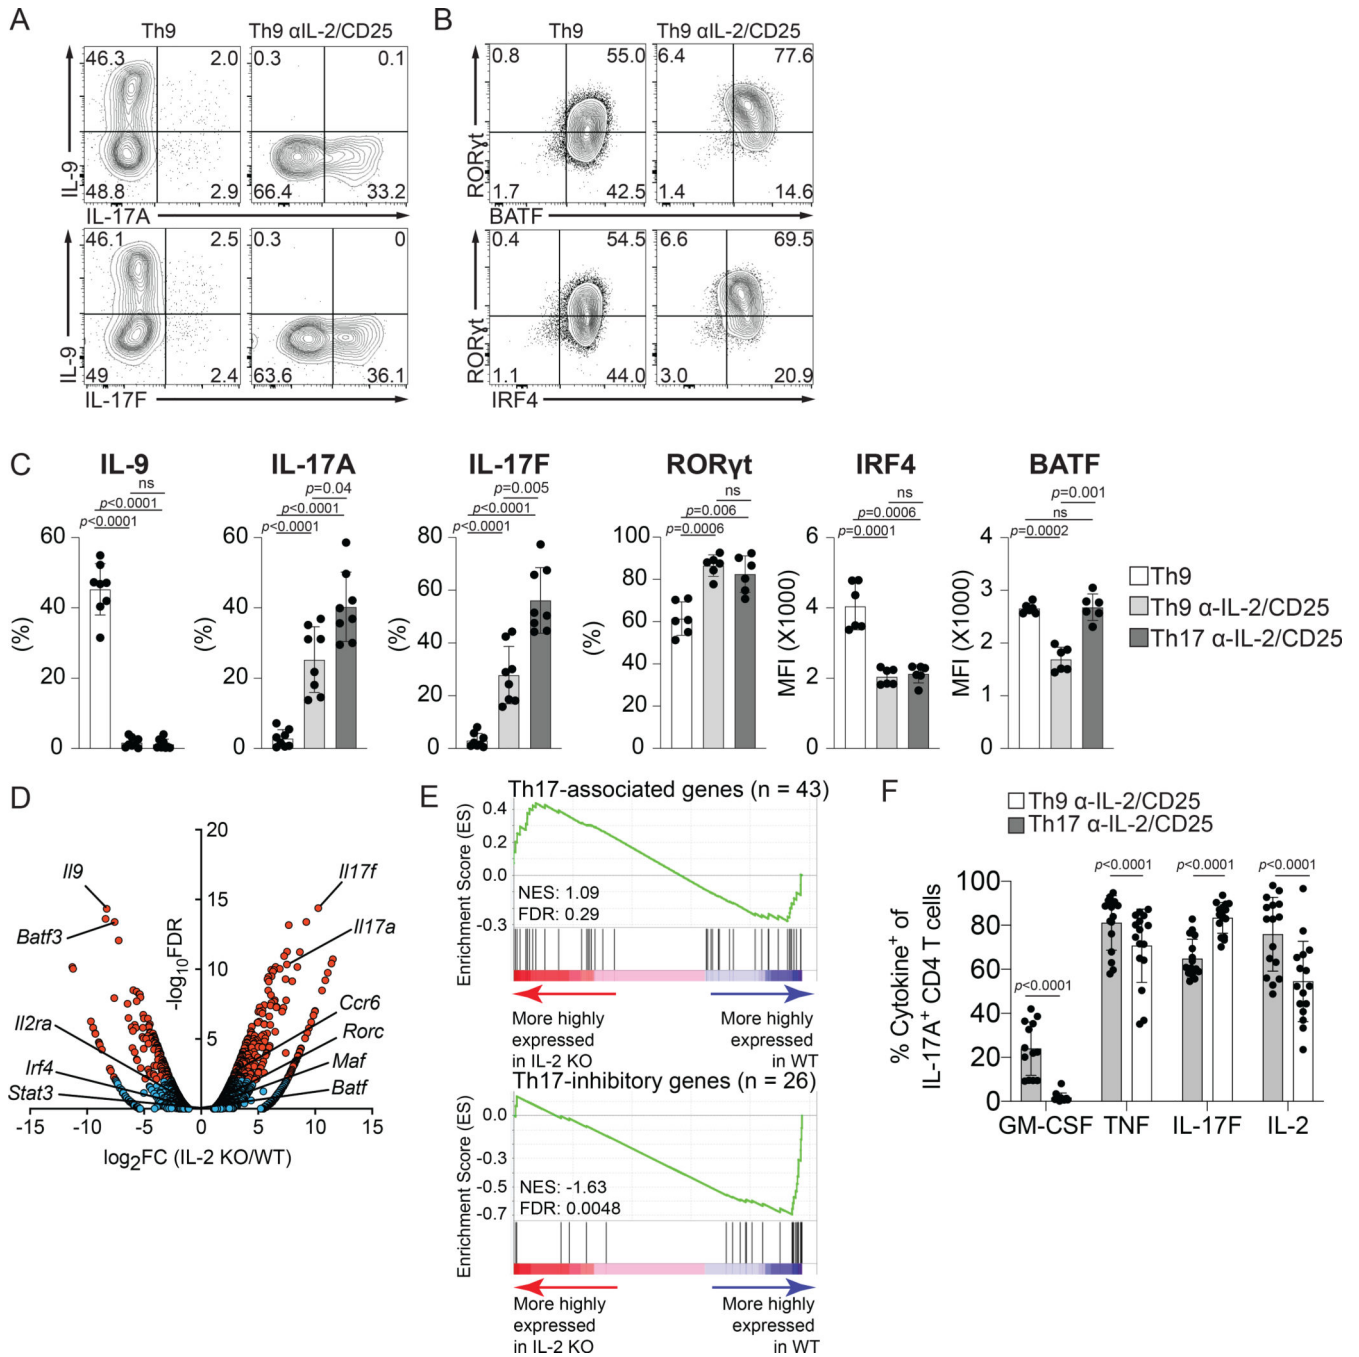 A
Th9
Th9 αIL-2/CD25
46.3
2.0
0.3
0.1
IL-9
48.8
2.9
66.4
33.2
IL-17A
46.1
2.5
0.3
0
IL-9
49
2.4
63.6
36.1
IL-17F
B
Th9
Th9 αIL-2/CD25
0.8
55.0
6.4
77.6
RORγt
1.7
42.5
1.4
14.6
BATF
0.4
54.5
6.6
69.5
RORγt
1.1
44.0
3.0
20.9
IRF4
C
IL-9
ns
p<0.0001
p<0.0001
60
40
20
0
(%)
IL-17A
p=0.04
p<0.0001
p<0.0001
60
40
20
0
(%)
IL-17F
p=0.005
p<0.0001
p<0.0001
80
60
40
20
0
(%)
RORγt
ns
p=0.006
p=0.0006
100
80
60
40
20
0
(%)
IRF4
ns
p=0.0006
p=0.0001
6
4
2
0
MFI (X1000)
BATF
p=0.001
ns
p=0.0002
4
3
2
1
0
MFI (X1000)
Th9
Th9 α-IL-2/CD25
Th17 α-IL-2/CD25
D
20
15
10
5
-log10FDR
Il9
Batf3
Il2ra
Irf4
Stat3
Il17f
Il17a
Ccr6
Rorc
Maf
Batf
-15
-10
-5
0
5
10
15
log2FC (IL-2 KO/WT)
E
Th17-associated genes (n = 43)
Enrichment Score (ES)
0.4
0.2
0.0
-0.3
NES: 1.09
FDR: 0.29
More highly
expressed
in IL-2 KO
More highly
expressed
in WT
Th17-inhibitory genes (n = 26)
Enrichment Score (ES)
0.0
-0.3
-0.5
-0.7
NES: -1.63
FDR: 0.0048
More highly
expressed
in IL-2 KO
More highly
expressed
in WT
F
Th9 α-IL-2/CD25
Th17 α-IL-2/CD25
p<0.0001
p<0.0001
p<0.0001
p<0.0001
% Cytokine+ of
IL-17A+ CD4 T cells
100
80
60
40
20
0
GM-CSF
TNF
IL-17F
IL-2